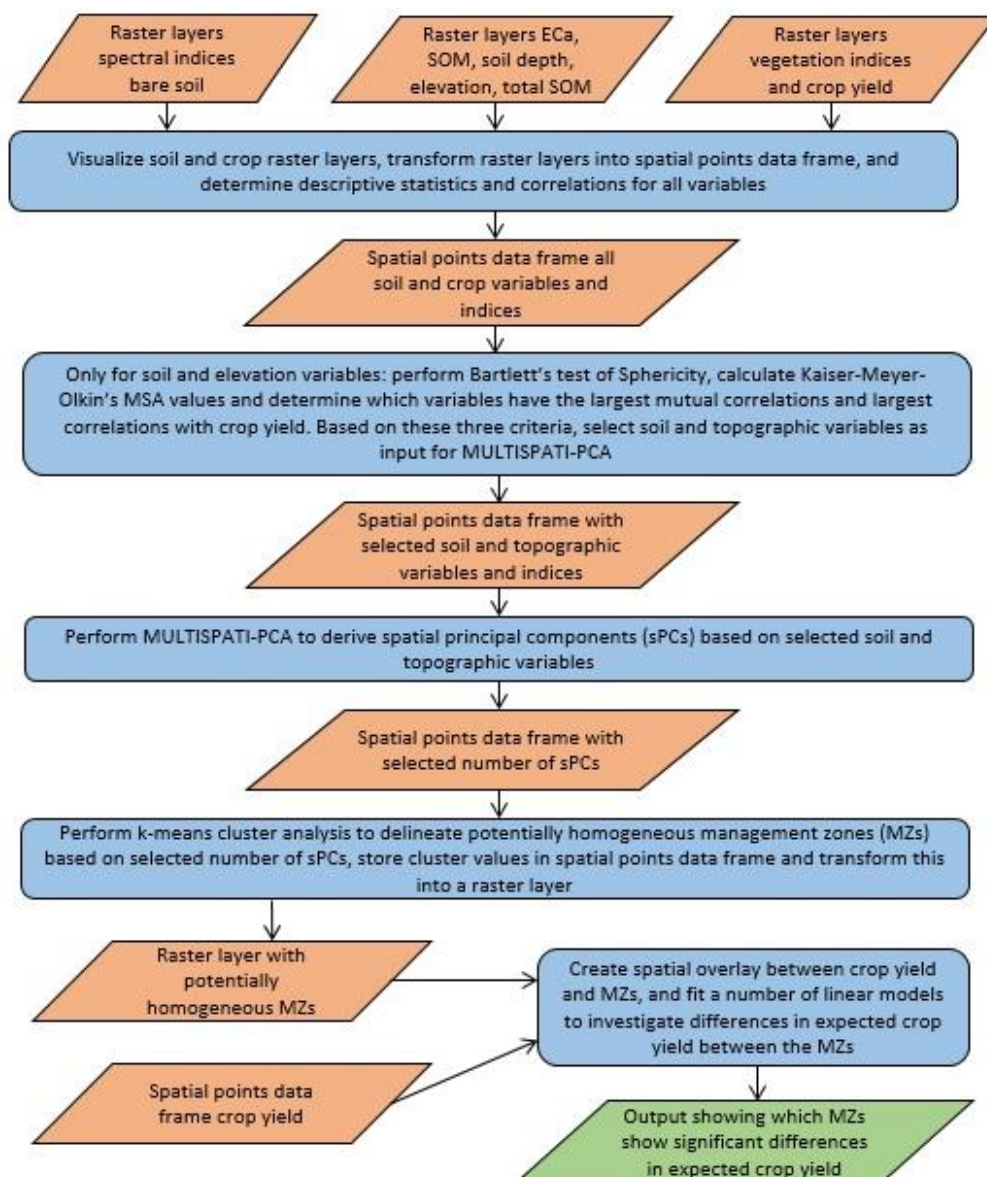 Raster layers
spectral indices
bare soil
Raster layers ECa,
SOM, soil depth,
elevation, total SOM
Raster layers
vegetation indices
and crop yield
Visualize soil and crop raster layers, transform raster layers into spatial points data frame, and
determine descriptive statistics and correlations for all variables
Spatial points data frame all
soil and crop variables and
indices
Only for soil and elevation variables: perform Bartlett's test of Sphericity, calculate Kaiser-Meyer-
Olkin's MSA values and determine which variables have the largest mutual correlations and largest
correlations with crop yield. Based on these three criteria, select soil and topographic variables as
input for MULTISPATI-PCA
Spatial points data frame with
selected soil and topographic
variables and indices
Perform MULTISPATI-PCA to derive spatial principal components (sPCs) based on selected soil and
topographic variables
Spatial points data frame with
selected number of sPCs
Perform k-means cluster analysis to delineate potentially homogeneous management zones (MZs)
based on selected number of sPCs, store cluster values in spatial points data frame and transform this
into a raster layer
Raster layer with
potentially
homogeneous MZs
Create spatial overlay between crop yield
and MZs, and fit a number of linear models
to investigate differences in expected crop
yield between the MZs
Spatial points data
frame crop yield
Output showing which MZs
show significant differences
in expected crop yield